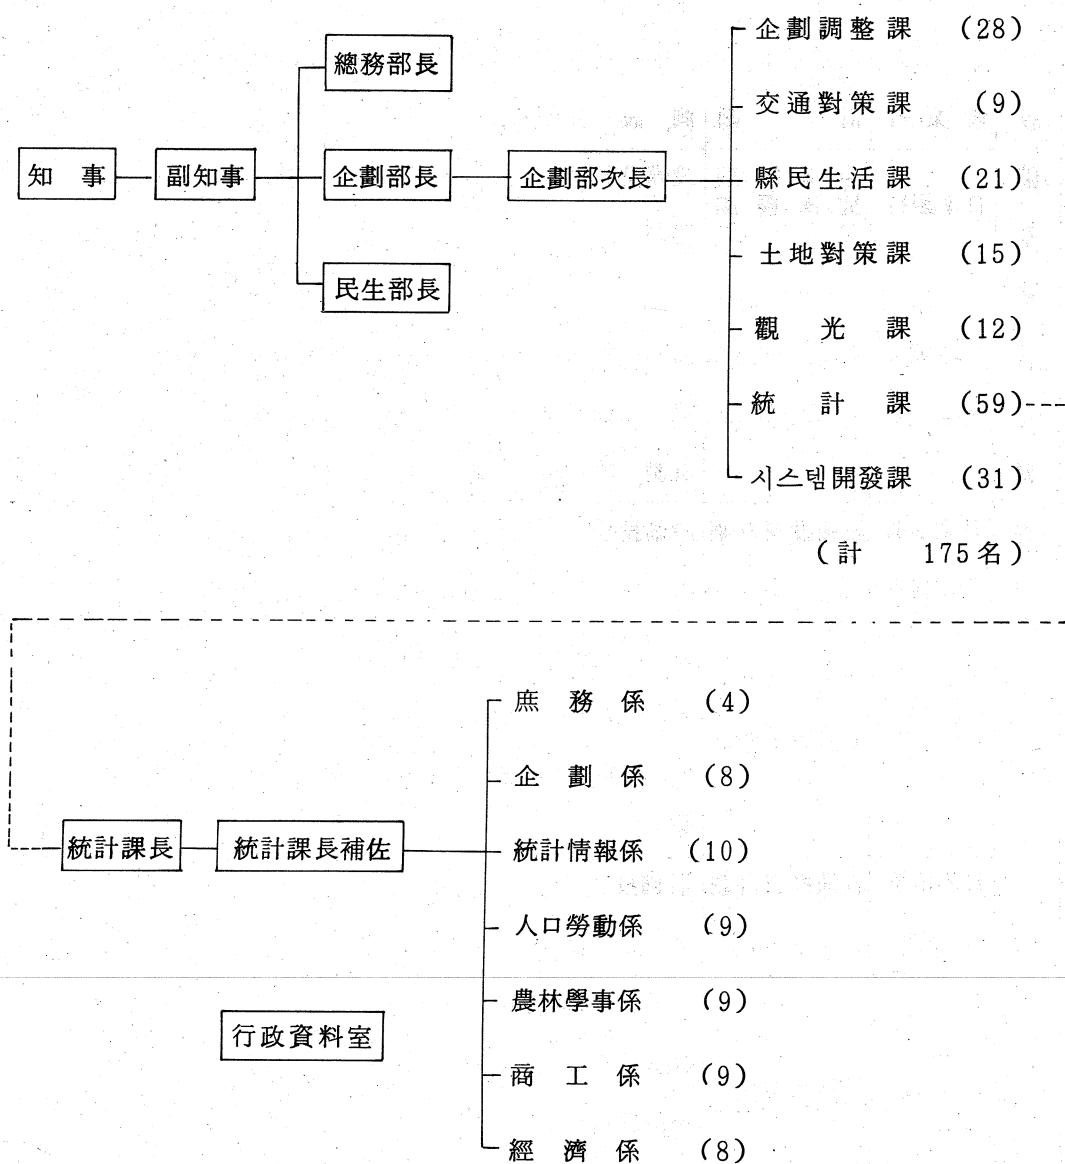 企劃調整課 (28)
總務部長
交通對策課 (9)
知事 副知事 企劃部長 企劃部次長 縣民生活課 (21)
土地對策課 (15)
民生部長
觀光課 (12)
統計課 (59)
시스템開發課 (31)
(計 175名)
庶務係 (4)
企劃係 (8)
統計課長 統計課長補佐 統計情報係 (10)
人口勞動係 (9)
農林學事係 (9)
行政資料室
商工係 (9)
經濟係 (8)